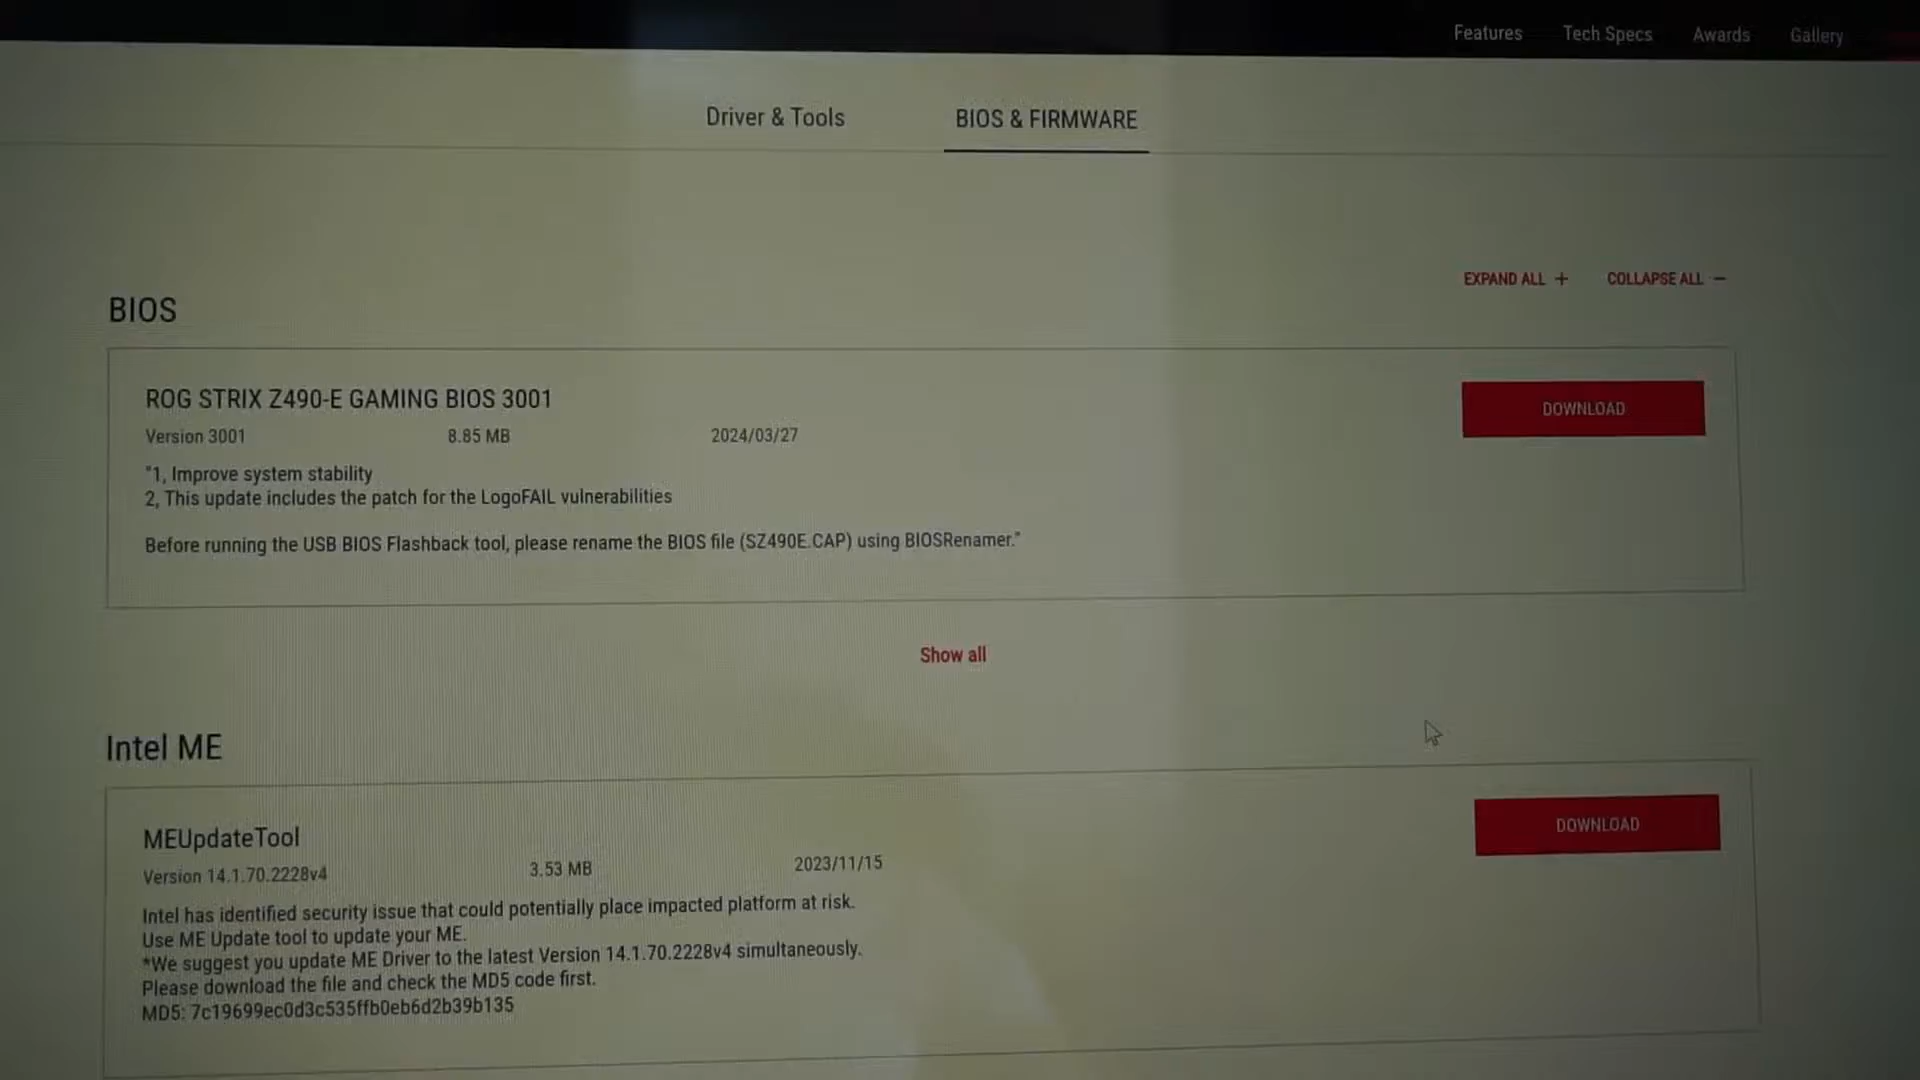 Features Tech Specs Awards Gallery
Driver & Tools BIOS & FIRMWARE
EXPAND ALL + COLLAPSE ALL −
BIOS
ROG STRIX Z490-E GAMING BIOS 3001
DOWNLOAD
Version 3001 8.85 MB 2024/03/27
"1, Improve system stability
2, This update includes the patch for the LogoFAIL vulnerabilities
Before running the USB BIOS Flashback tool, please rename the BIOS file (SZ490E.CAP) using BIOSRenamer."
Show all
Intel ME
MEUpdateTool
DOWNLOAD
Version 14.1.70.2228v4 3.53 MB 2023/11/15
Intel has identified security issue that could potentially place impacted platform at risk.
Use ME Update tool to update your ME.
*We suggest you update ME Driver to the latest Version 14.1.70.2228v4 simultaneously.
Please download the file and check the MD5 code first.
MD5: 7c19699ec0d3c535ffb0eb6d2b39b135